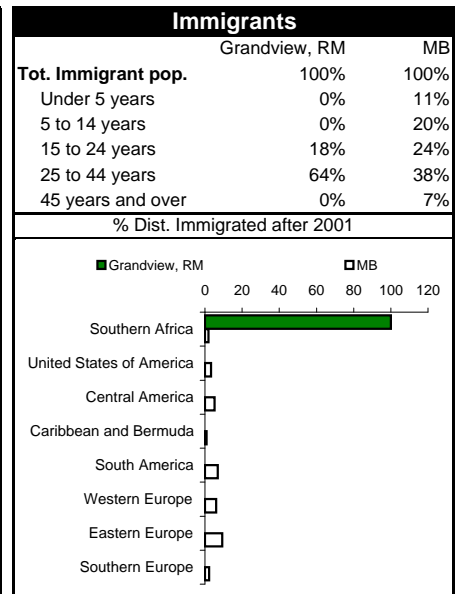 Immigrants
Grandview, RM MB
Tot. Immigrant pop. 100% 100%
Under 5 years 0% 11%
5 to 14 years 0% 20%
15 to 24 years 18% 24%
25 to 44 years 64% 38%
45 years and over 0% 7%
% Dist. Immigrated after 2001
Grandview, RM MB
0 20 40 60 80 100 120
Southern Africa
United States of America
Central America
Caribbean and Bermuda
South America
Western Europe
Eastern Europe
Southern Europe